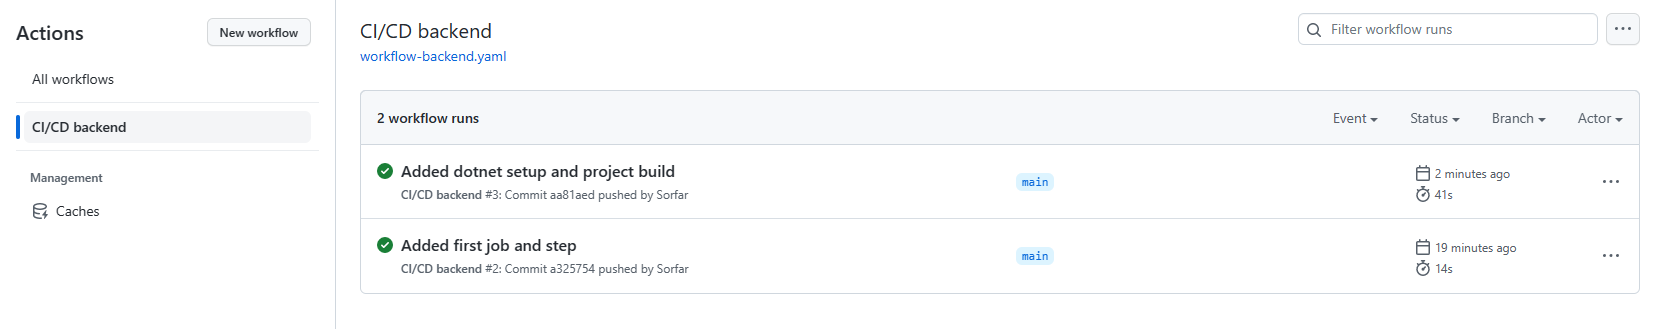 Actions
New workflow
All workflows
CI/CD backend
Management
Caches
CI/CD backend
workflow-backend.yaml
Filter workflow runs
2 workflow runs
Event
Status
Branch
Actor
Added dotnet setup and project build
CI/CD backend #3: Commit aa81aed pushed by Sorfar
main
2 minutes ago
41s
Added first job and step
CI/CD backend #2: Commit a325754 pushed by Sorfar
main
19 minutes ago
14s